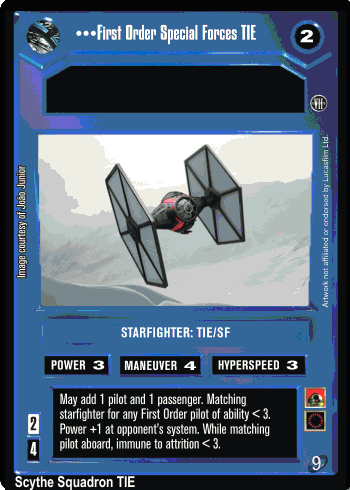 •••First Order Special Forces TIE
2
VII
Image courtesy of João Junior
Artwork not affiliated or endorsed by Lucasfilm Ltd.
STARFIGHTER: TIE/SF
POWER 3
MANEUVER 4
HYPERSPEED 3
May add 1 pilot and 1 passenger. Matching
starfighter for any First Order pilot of ability < 3.
Power +1 at opponent's system. While matching
pilot aboard, immune to attrition < 3.
2
4
9
Scythe Squadron TIE